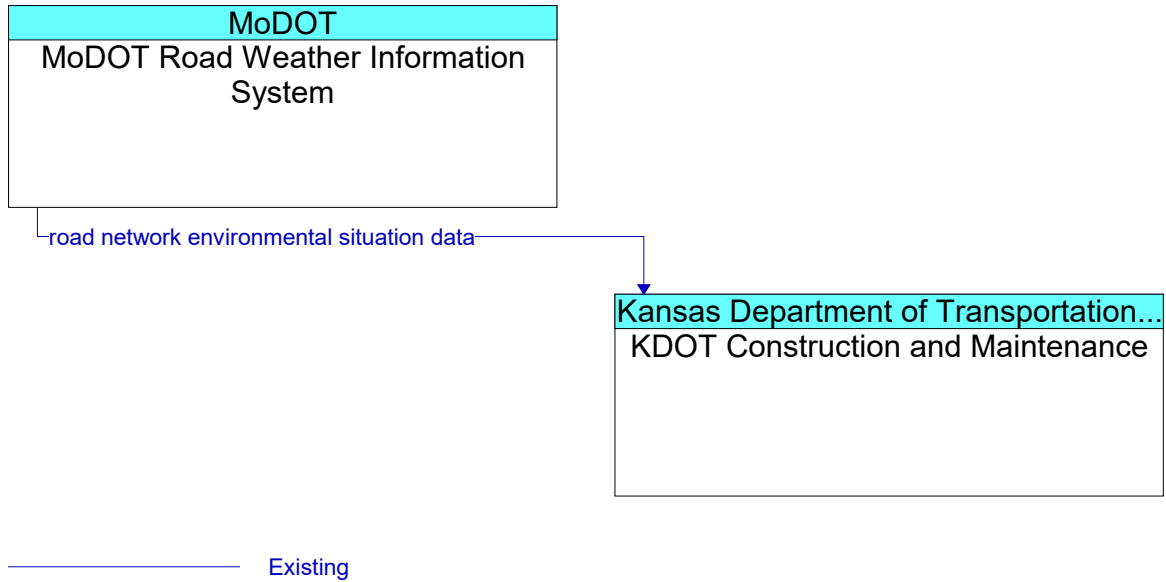 MoDOT
MoDOT Road Weather Information
System
road network environmental situation data
Kansas Department of Transportation...
KDOT Construction and Maintenance
Existing